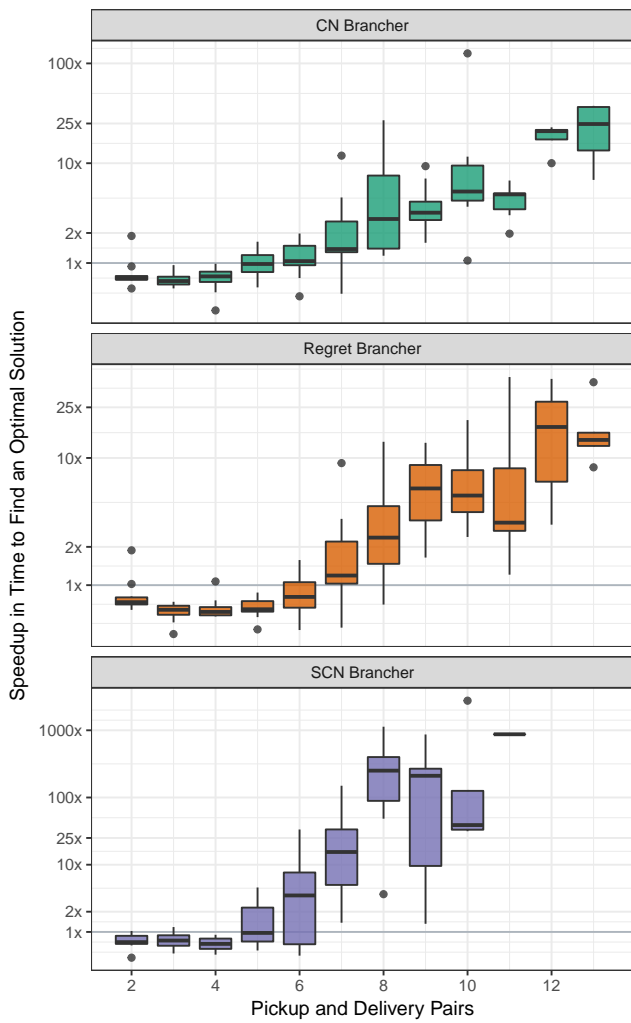 CN Brancher
100x
25x
10x
2x
1x
Regret Brancher
25x
10x
2x
1x
SCN Brancher
1000x
100x
25x
10x
2x
1x
2 4 6 8 10 12
Pickup and Delivery Pairs
Speedup in Time to Find an Optimal Solution